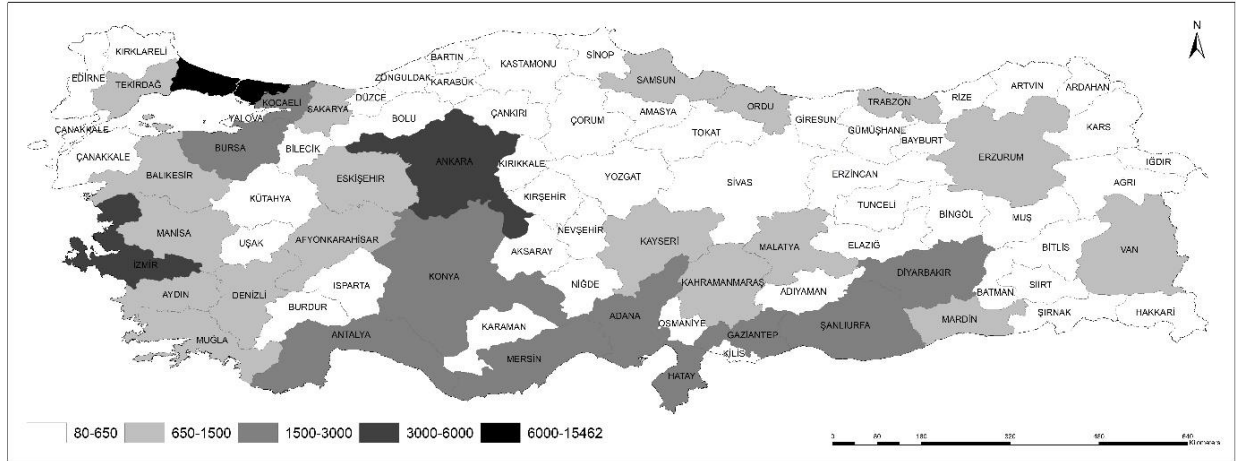 N
KIRKLARELİ
EDİRNE
TEKİRDAĞ
KOCAELİ
SAKARYA
YALOVA
DÜZCE
ZONGULDAK
BARTIN
KARABÜK
KASTAMONU
SİNOP
SAMSUN
ORDU
TRABZON
RİZE
ARTVIN
ARDAHAN
KARS
ÇANAKKALE
ÇANAKKALE
BURSA
BİLECİK
BOLU
ÇANKIRI
ÇORUM
AMASYA
TOKAT
GİRESUN
GÜMÜŞHANE
BAYBURT
ERZURUM
IĞDIR
AGRI
BALIKESİR
KÜTAHYA
ESKİŞEHİR
ANKARA
KIRIKKALE
KIRŞEHİR
YOZGAT
SİVAS
ERZİNCAN
TUNCELİ
BİNGÖL
MUŞ
MANİSA
UŞAK
AFYONKARAHİSAR
NEVŞEHİR
KAYSERİ
MALATYA
ELAZIĞ
BİTLİS
VAN
İZMİR
AKSARAY
KONYA
NİĞDE
KAHRAMANMARAŞ
ADIYAMAN
DİYARBAKIR
BATMAN
SIIRT
AYDIN
DENİZLİ
ISPARTA
BURDUR
KARAMAN
ADANA
OSMANİYE
GAZİANTEP
ŞANLIURFA
MARDİN
ŞIRNAK
HAKKARİ
MUĞLA
ANTALYA
MERSİN
KİLİS
HATAY
80-650 650-1500 1500-3000 3000-6000 6000-15462
0 320
Kilometers